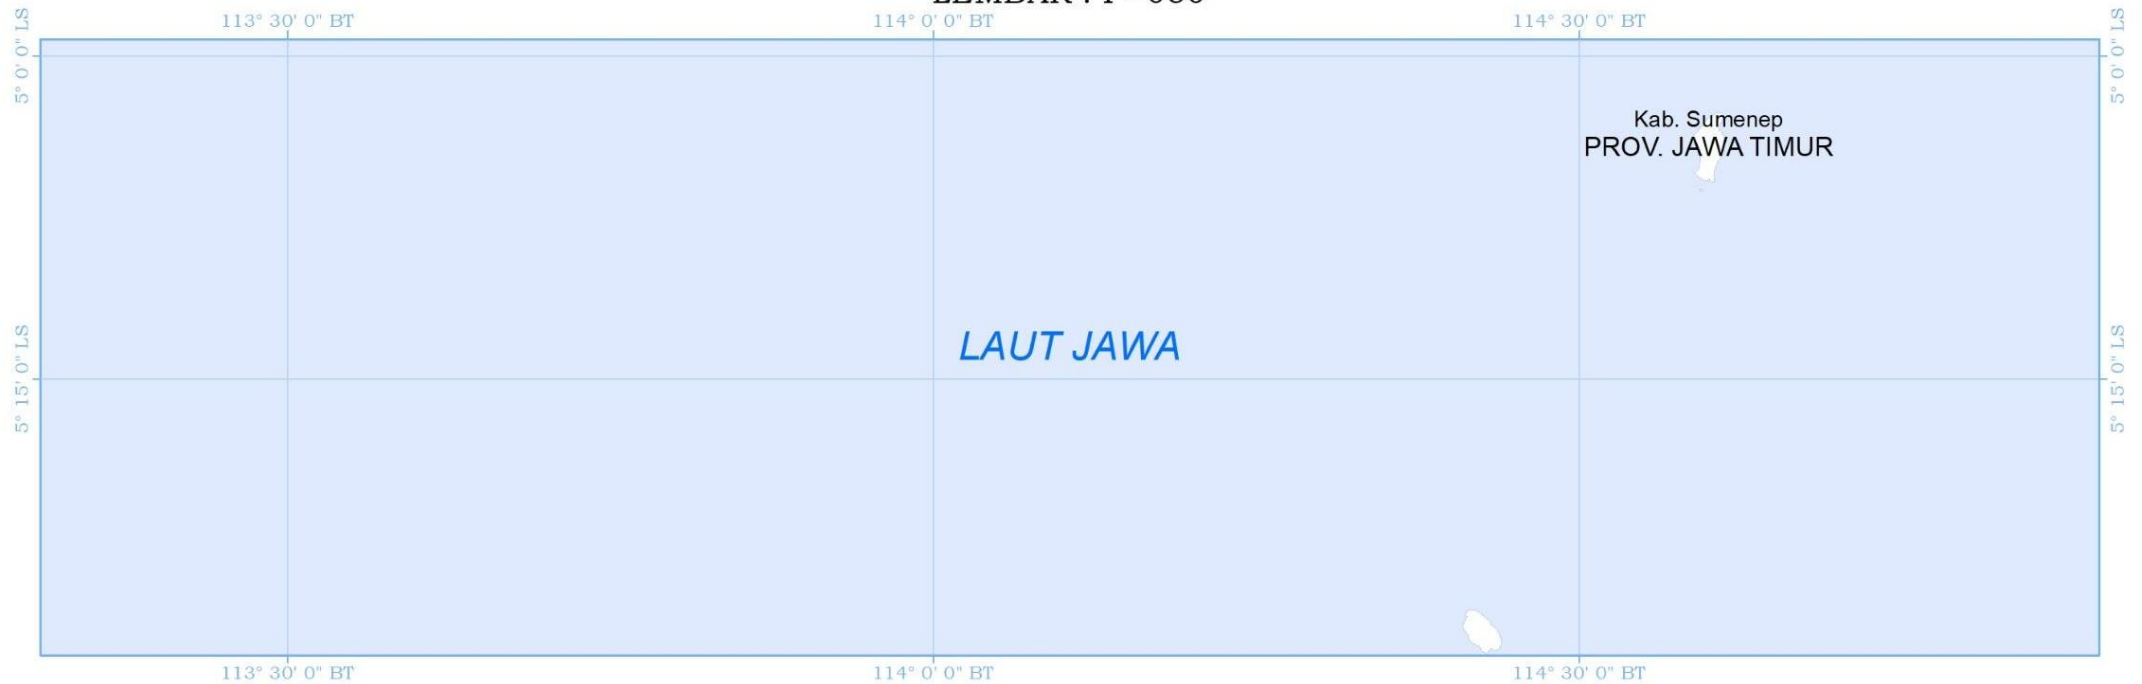 113° 30' 0" BT
114° 0' 0" BT
114° 30' 0" BT
5° 0' 0" LS
5° 0' 0" LS
Kab. Sumenep
PROV. JAWA TIMUR
LAUT JAWA
5° 15' 0" LS
5° 15' 0" LS
113° 30' 0" BT
114° 0' 0" BT
114° 30' 0" BT